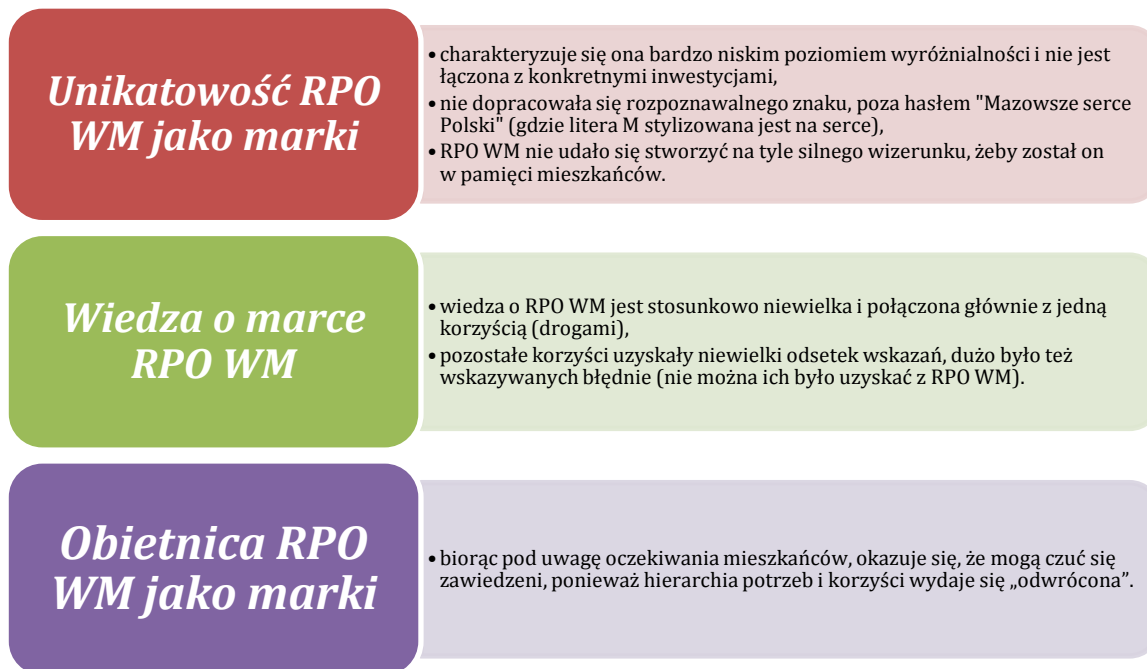 Unikatowość RPO
WM jako marki
• charakteryzuje się ona bardzo niskim poziomem wyróżnialności i nie jest
łączona z konkretnymi inwestycjami,
• nie dopracowała się rozpoznawalnego znaku, poza hasłem "Mazowsze serce
Polski" (gdzie litera M stylizowana jest na serce),
• RPO WM nie udało się stworzyć na tyle silnego wizerunku, żeby został on
w pamięci mieszkańców.
Wiedza o marce
RPO WM
• wiedza o RPO WM jest stosunkowo niewielka i połączona głównie z jedną
korzyścią (drogami),
• pozostałe korzyści uzyskały niewielki odsetek wskazań, dużo było też
wskazywanych błędnie (nie można ich było uzyskać z RPO WM).
Obietnica RPO
WM jako marki
• biorąc pod uwagę oczekiwania mieszkańców, okazuje się, że mogą czuć się
zawiedzeni, ponieważ hierarchia potrzeb i korzyści wydaje się „odwrócona”.